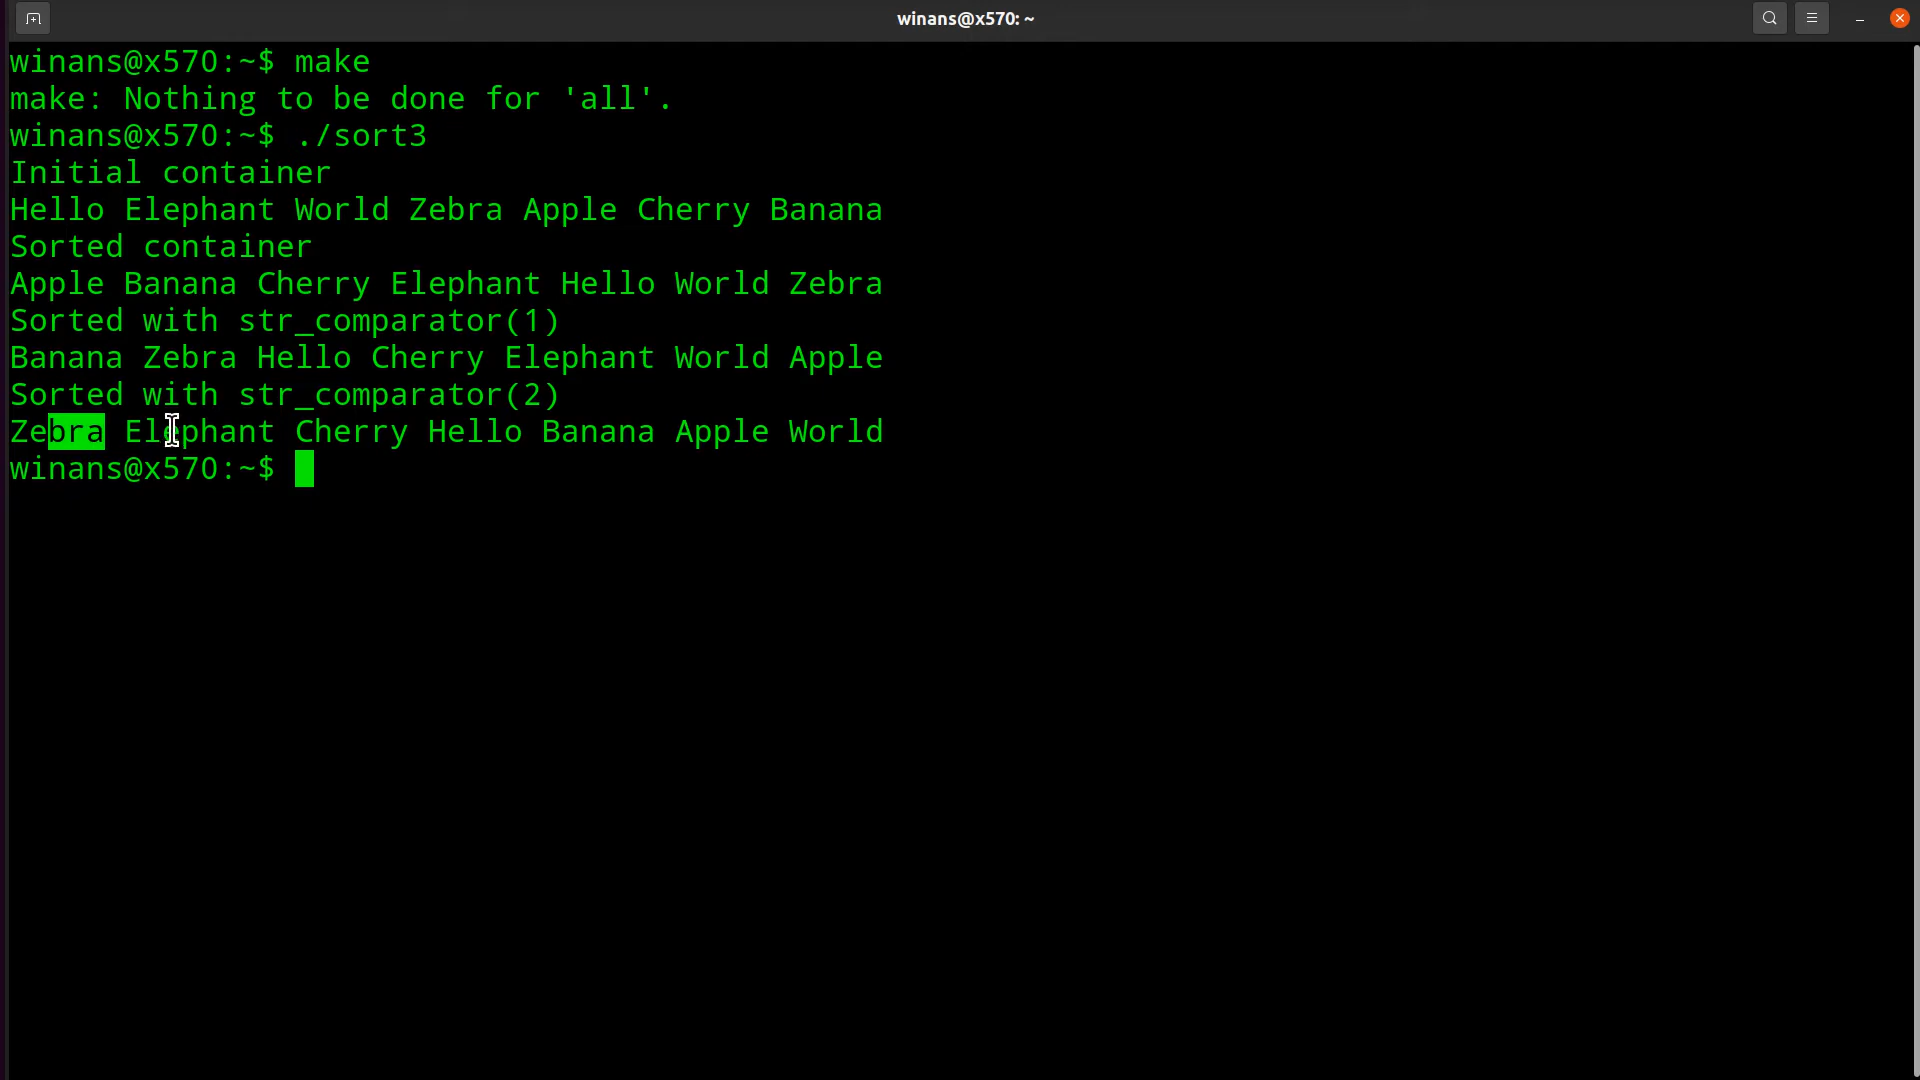 winans@x570: ~
winans@x570:~$ make
make: Nothing to be done for 'all'.
winans@x570:~$ ./sort3
Initial container
Hello Elephant World Zebra Apple Cherry Banana
Sorted container
Apple Banana Cherry Elephant Hello World Zebra
Sorted with str_comparator(1)
Banana Zebra Hello Cherry Elephant World Apple
Sorted with str_comparator(2)
Zebra Elephant Cherry Hello Banana Apple World
winans@x570:~$